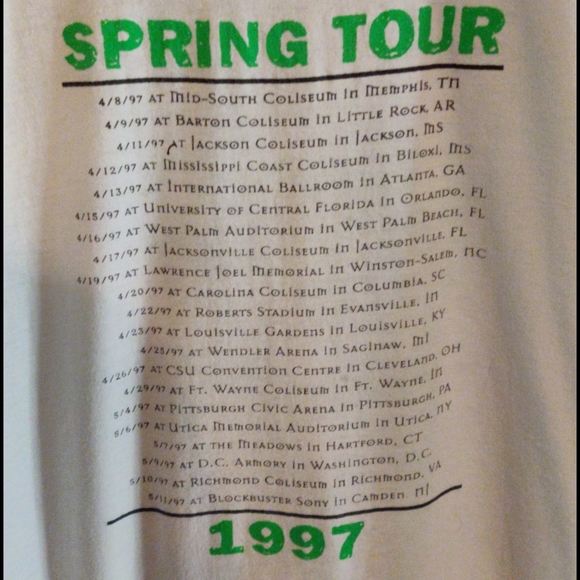 SPRING TOUR
4/8/97 AT MID-SOUTH COLISEUM IN MEMPHIS, TN
4/9/97 AT BARTON COLISEUM IN LITTLE ROCK, AR
4/11/97 AT JACKSON COLISEUM IN JACKSON, MS
4/12/97 AT MISSISSIPPI COAST COLISEUM IN BILOXI, MS
4/13/97 AT INTERNATIONAL BALLROOM IN ATLANTA, GA
4/15/97 AT UNIVERSITY OF CENTRAL FLORIDA IN ORLANDO, FL
4/16/97 AT WEST PALM AUDITORIUM IN WEST PALM BEACH, FL
4/17/97 AT JACKSONVILLE COLISEUM IN JACKSONVILLE, FL
4/19/97 AT LAWRENCE JOEL MEMORIAL IN WINSTON-SALEM, NC
4/20/97 AT CAROLINA COLISEUM IN COLUMBIA, SC
4/22/97 AT ROBERTS STADIUM IN EVANSVILLE, IN
4/23/97 AT LOUISVILLE GARDENS IN LOUISVILLE, KY
4/25/97 AT WENDLER ARENA IN SAGINAW, MI
4/26/97 AT CSU CONVENTION CENTRE IN CLEVELAND, OH
4/29/97 AT FT. WAYNE COLISEUM IN FT. WAYNE, IN
5/4/97 AT PITTSBURGH CIVIC ARENA IN PITTSBURGH, PA
5/6/97 AT UTICA MEMORIAL AUDITORIUM IN UTICA, NY
5/7/97 AT THE MEADOWS IN HARTFORD, CT
5/9/97 AT D.C. ARMORY IN WASHINGTON, D.C.
5/10/97 AT RICHMOND COLISEUM IN RICHMOND, VA
5/11/97 AT BLOCKBUSTER SONY IN CAMDEN, NJ
1997